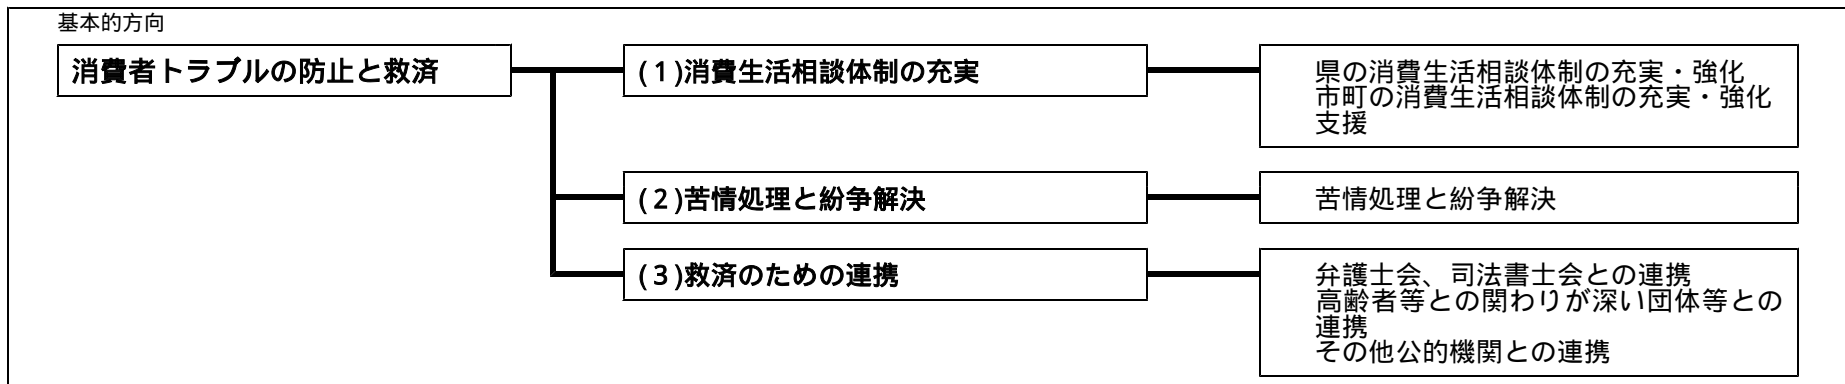 基本的方向
消費者トラブルの防止と救済
(1)消費生活相談体制の充実
県の消費生活相談体制の充実・強化
市町の消費生活相談体制の充実・強化
支援
(2)苦情処理と紛争解決
苦情処理と紛争解決
(3)救済のための連携
弁護士会、司法書士会との連携
高齢者等との関わりが深い団体等との
連携
その他公的機関との連携